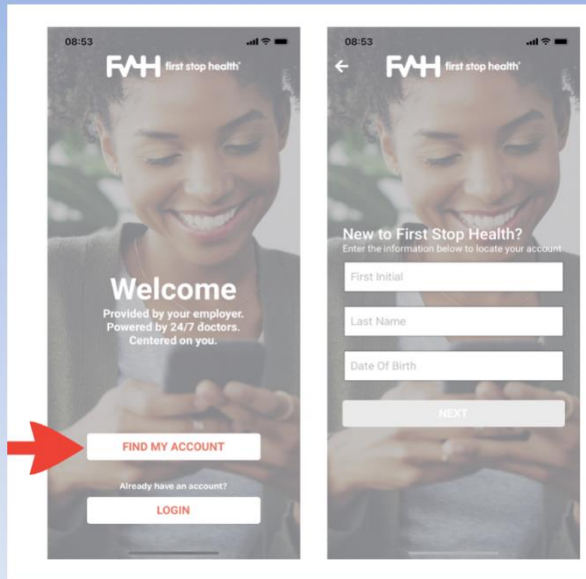 08:53
FSH first stop health®
Welcome
Provided by your employer.
Powered by 24/7 doctors.
Centered on you.
FIND MY ACCOUNT
Already have an account?
LOGIN
08:53
FSH first stop health®
New to First Stop Health?
Enter the information below to locate your account
First Initial
Last Name
Date Of Birth
NEXT